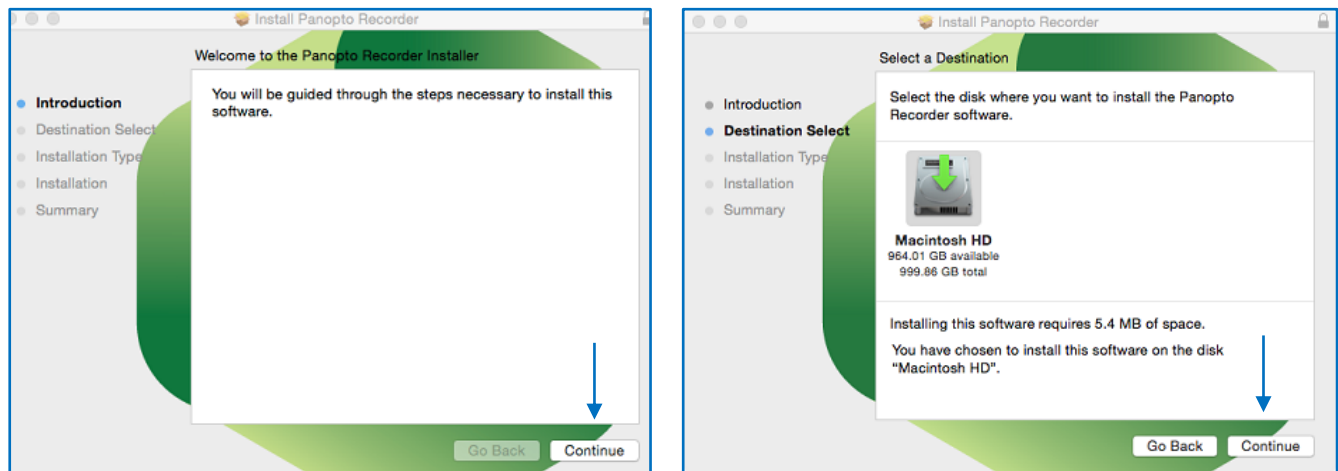 Install Panopto Recorder
Welcome to the Panopto Recorder Installer
Introduction
Destination Select
Installation Type
Installation
Summary
You will be guided through the steps necessary to install this
software.
Go Back
Continue
Install Panopto Recorder
Select a Destination
Introduction
Destination Select
Installation Type
Installation
Summary
Select the disk where you want to install the Panopto
Recorder software.
Macintosh HD
964.01 GB available
999.86 GB total
Installing this software requires 5.4 MB of space.
You have chosen to install this software on the disk
“Macintosh HD”.
Go Back
Continue